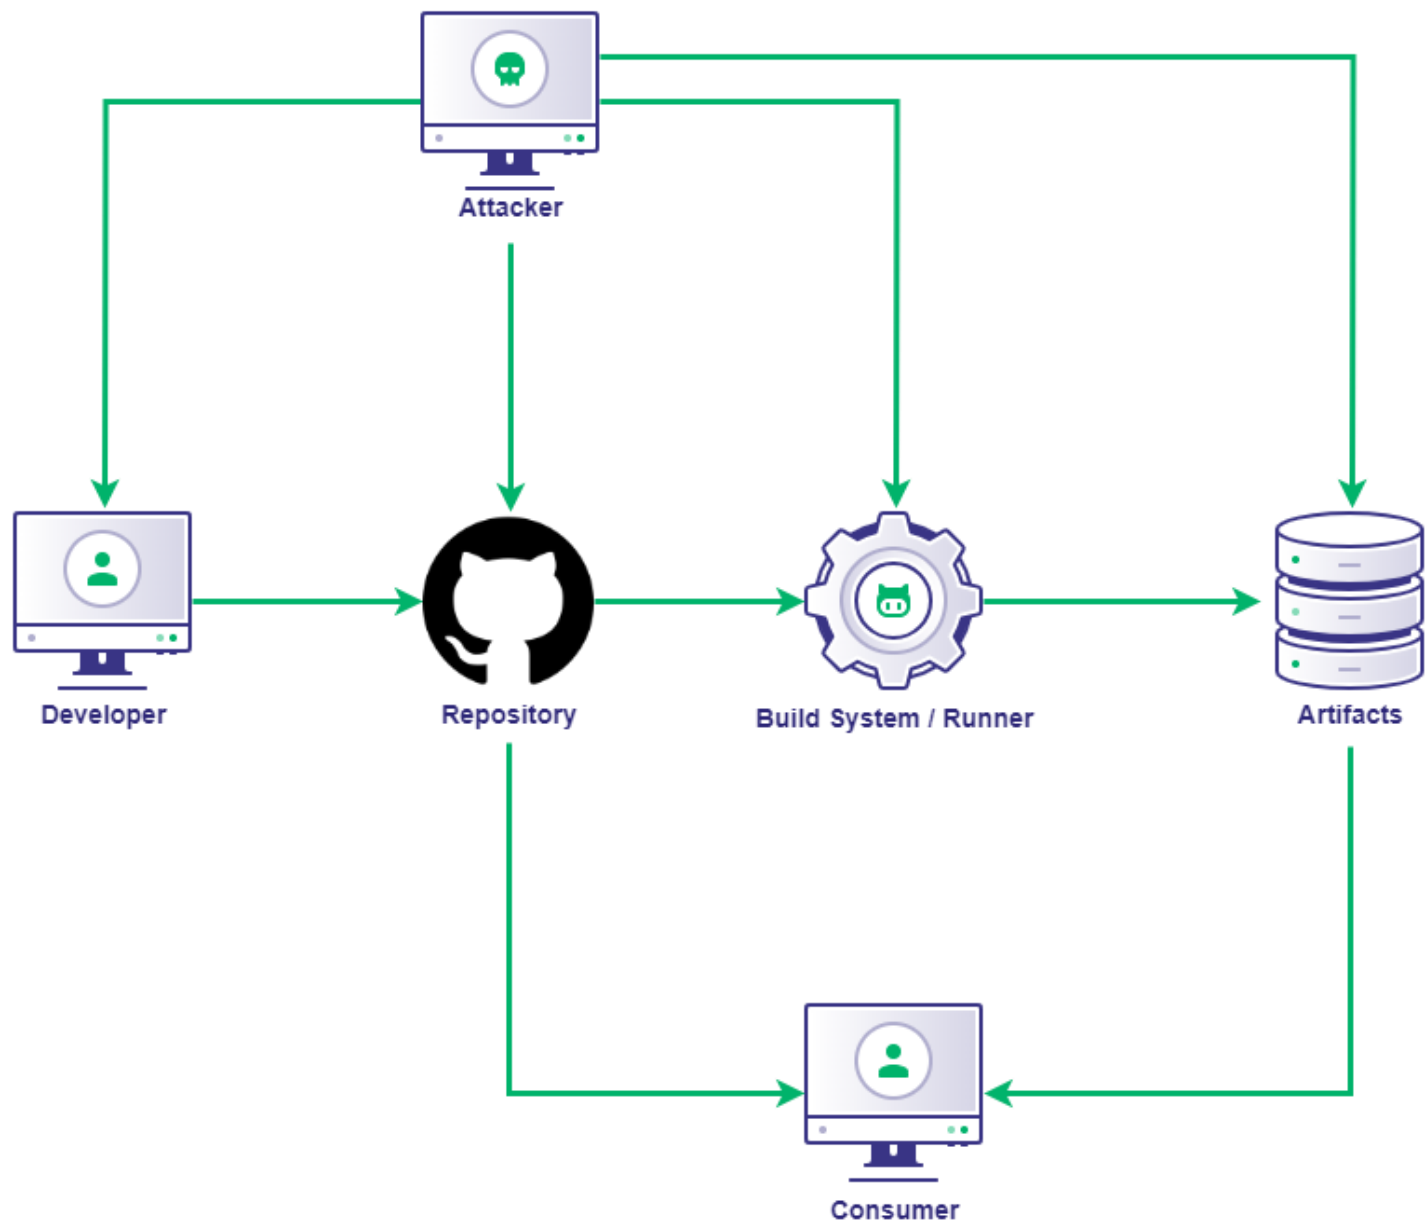 Attacker
Developer
Repository
Build System / Runner
Artifacts
Consumer